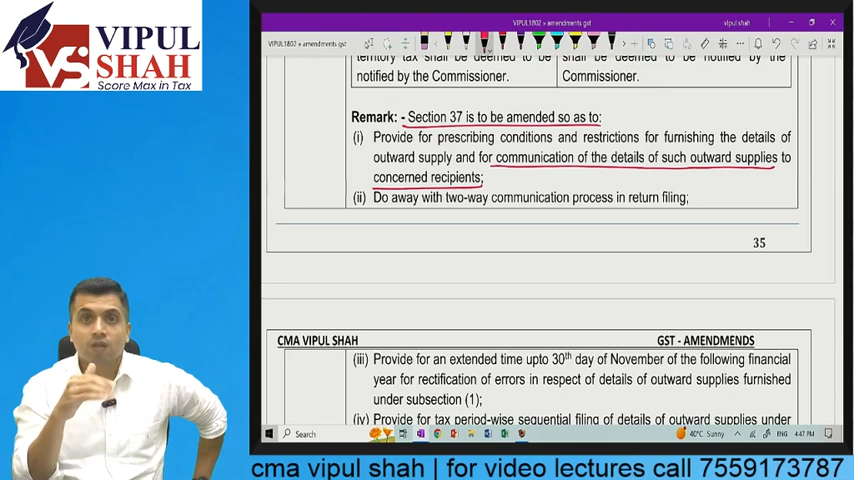 VIPUL
SHAH
VS
Score Max in Tax
VIPUL1802 » amendments gst
vipul shah
VIPUL1802 » amendments gst
territory tax shall be deemed to be
notified by the Commissioner.
shall be deemed to be notified by the
Commissioner.
Remark: - Section 37 is to be amended so as to:
(i) Provide for prescribing conditions and restrictions for furnishing the details of
outward supply and for communication of the details of such outward supplies to
concerned recipients;
(ii) Do away with two-way communication process in return filing;
35
CMA VIPUL SHAH
GST - AMENDMENDS
(iii) Provide for an extended time upto 30th day of November of the following financial
year for rectification of errors in respect of details of outward supplies furnished
under subsection (1);
(iv) Provide for tax period-wise sequential filing of details of outward supplies under
Search
40°C Sunny
ENG
4:47 PM
cma vipul shah | for video lectures call 7559173787